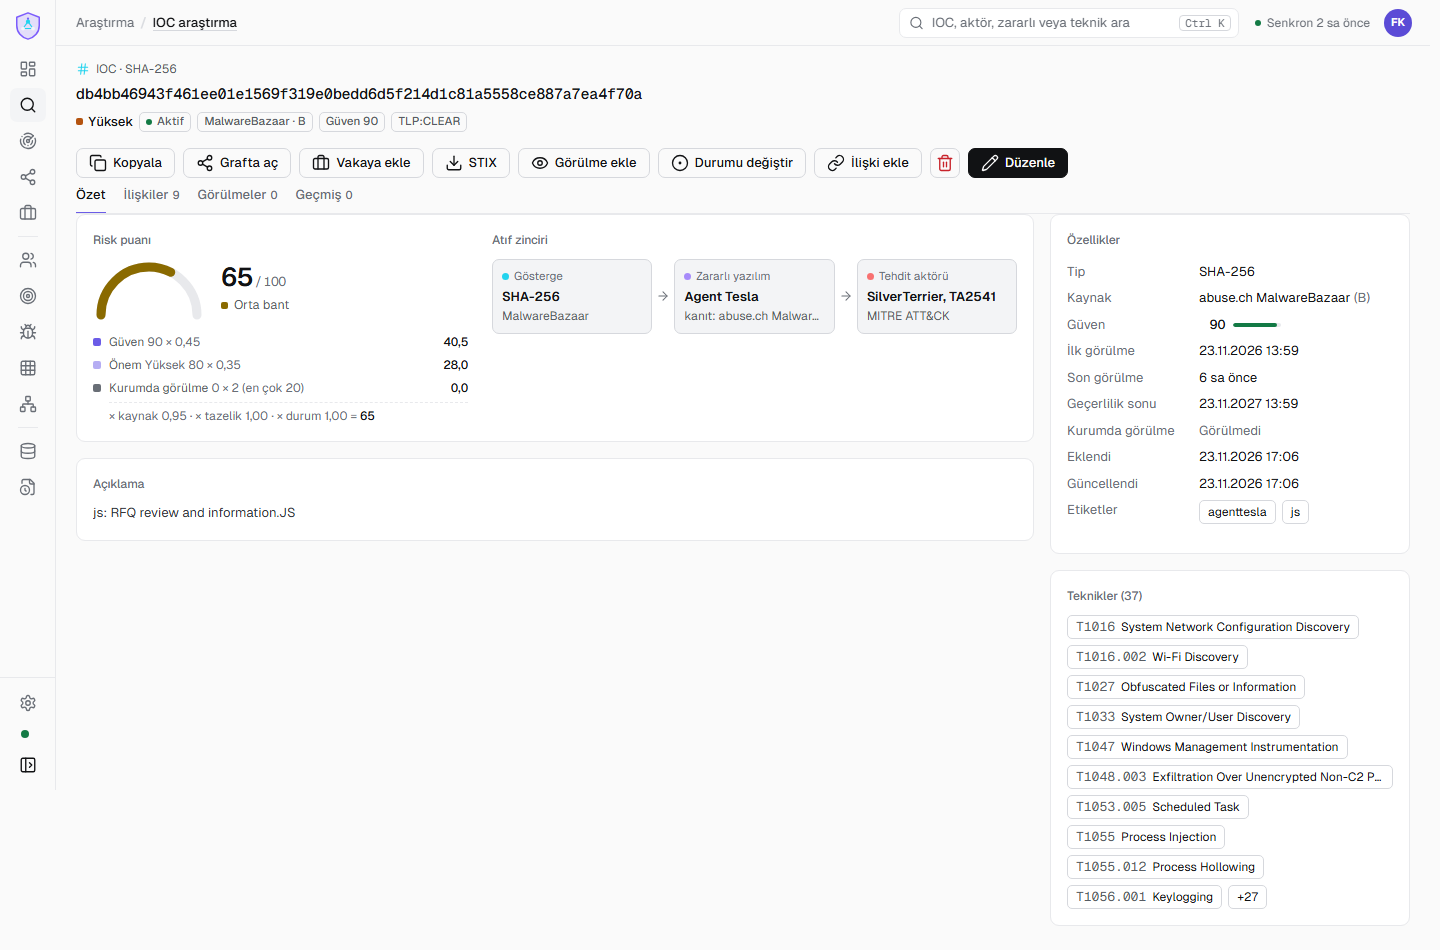 Araştırma / IOC araştırma
IOC, aktör, zararlı veya teknik ara Ctrl K
Senkron 2 sa önce
FK
IOC · SHA-256
db4bb46943f461ee01e1569f319e0bedd6d5f214d1c81a5558ce887a7ea4f70a
Yüksek Aktif MalwareBazaar · B Güven 90 TLP:CLEAR
Kopyala Grafta aç Vakaya ekle STIX Görülme ekle Durumu değiştir İlişki ekle Düzenle
Özet İlişkiler 9 Görülmeler 0 Geçmiş 0
Risk puanı
65 / 100
Orta bant
Güven 90 × 0,45 40,5
Önem Yüksek 80 × 0,35 28,0
Kurumda görülme 0 × 2 (en çok 20) 0,0
× kaynak 0,95 · × tazelik 1,00 · × durum 1,00 = 65
Atıf zinciri
Gösterge
SHA-256
MalwareBazaar
Zararlı yazılım
Agent Tesla
kanıt: abuse.ch Malwar...
Tehdit aktörü
SilverTerrier, TA2541
MITRE ATT&CK
Açıklama
js: RFQ review and information.JS
Özellikler
Tip SHA-256
Kaynak abuse.ch MalwareBazaar (B)
Güven 90
İlk görülme 23.11.2026 13:59
Son görülme 6 sa önce
Geçerlilik sonu 23.11.2027 13:59
Kurumda görülme Görülmedi
Eklendi 23.11.2026 17:06
Güncellendi 23.11.2026 17:06
Etiketler agenttesla js
Teknikler (37)
T1016 System Network Configuration Discovery
T1016.002 Wi-Fi Discovery
T1027 Obfuscated Files or Information
T1033 System Owner/User Discovery
T1047 Windows Management Instrumentation
T1048.003 Exfiltration Over Unencrypted Non-C2 P...
T1053.005 Scheduled Task
T1055 Process Injection
T1055.012 Process Hollowing
T1056.001 Keylogging +27